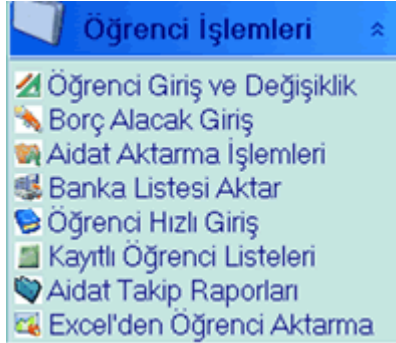 Öğrenci İşlemleri
Öğrenci Giriş ve Değişiklik
Borç Alacak Giriş
Aidat Aktarma İşlemleri
Banka Listesi Aktar
Öğrenci Hızlı Giriş
Kayıtlı Öğrenci Listeleri
Aidat Takip Raporları
Excel'den Öğrenci Aktarma